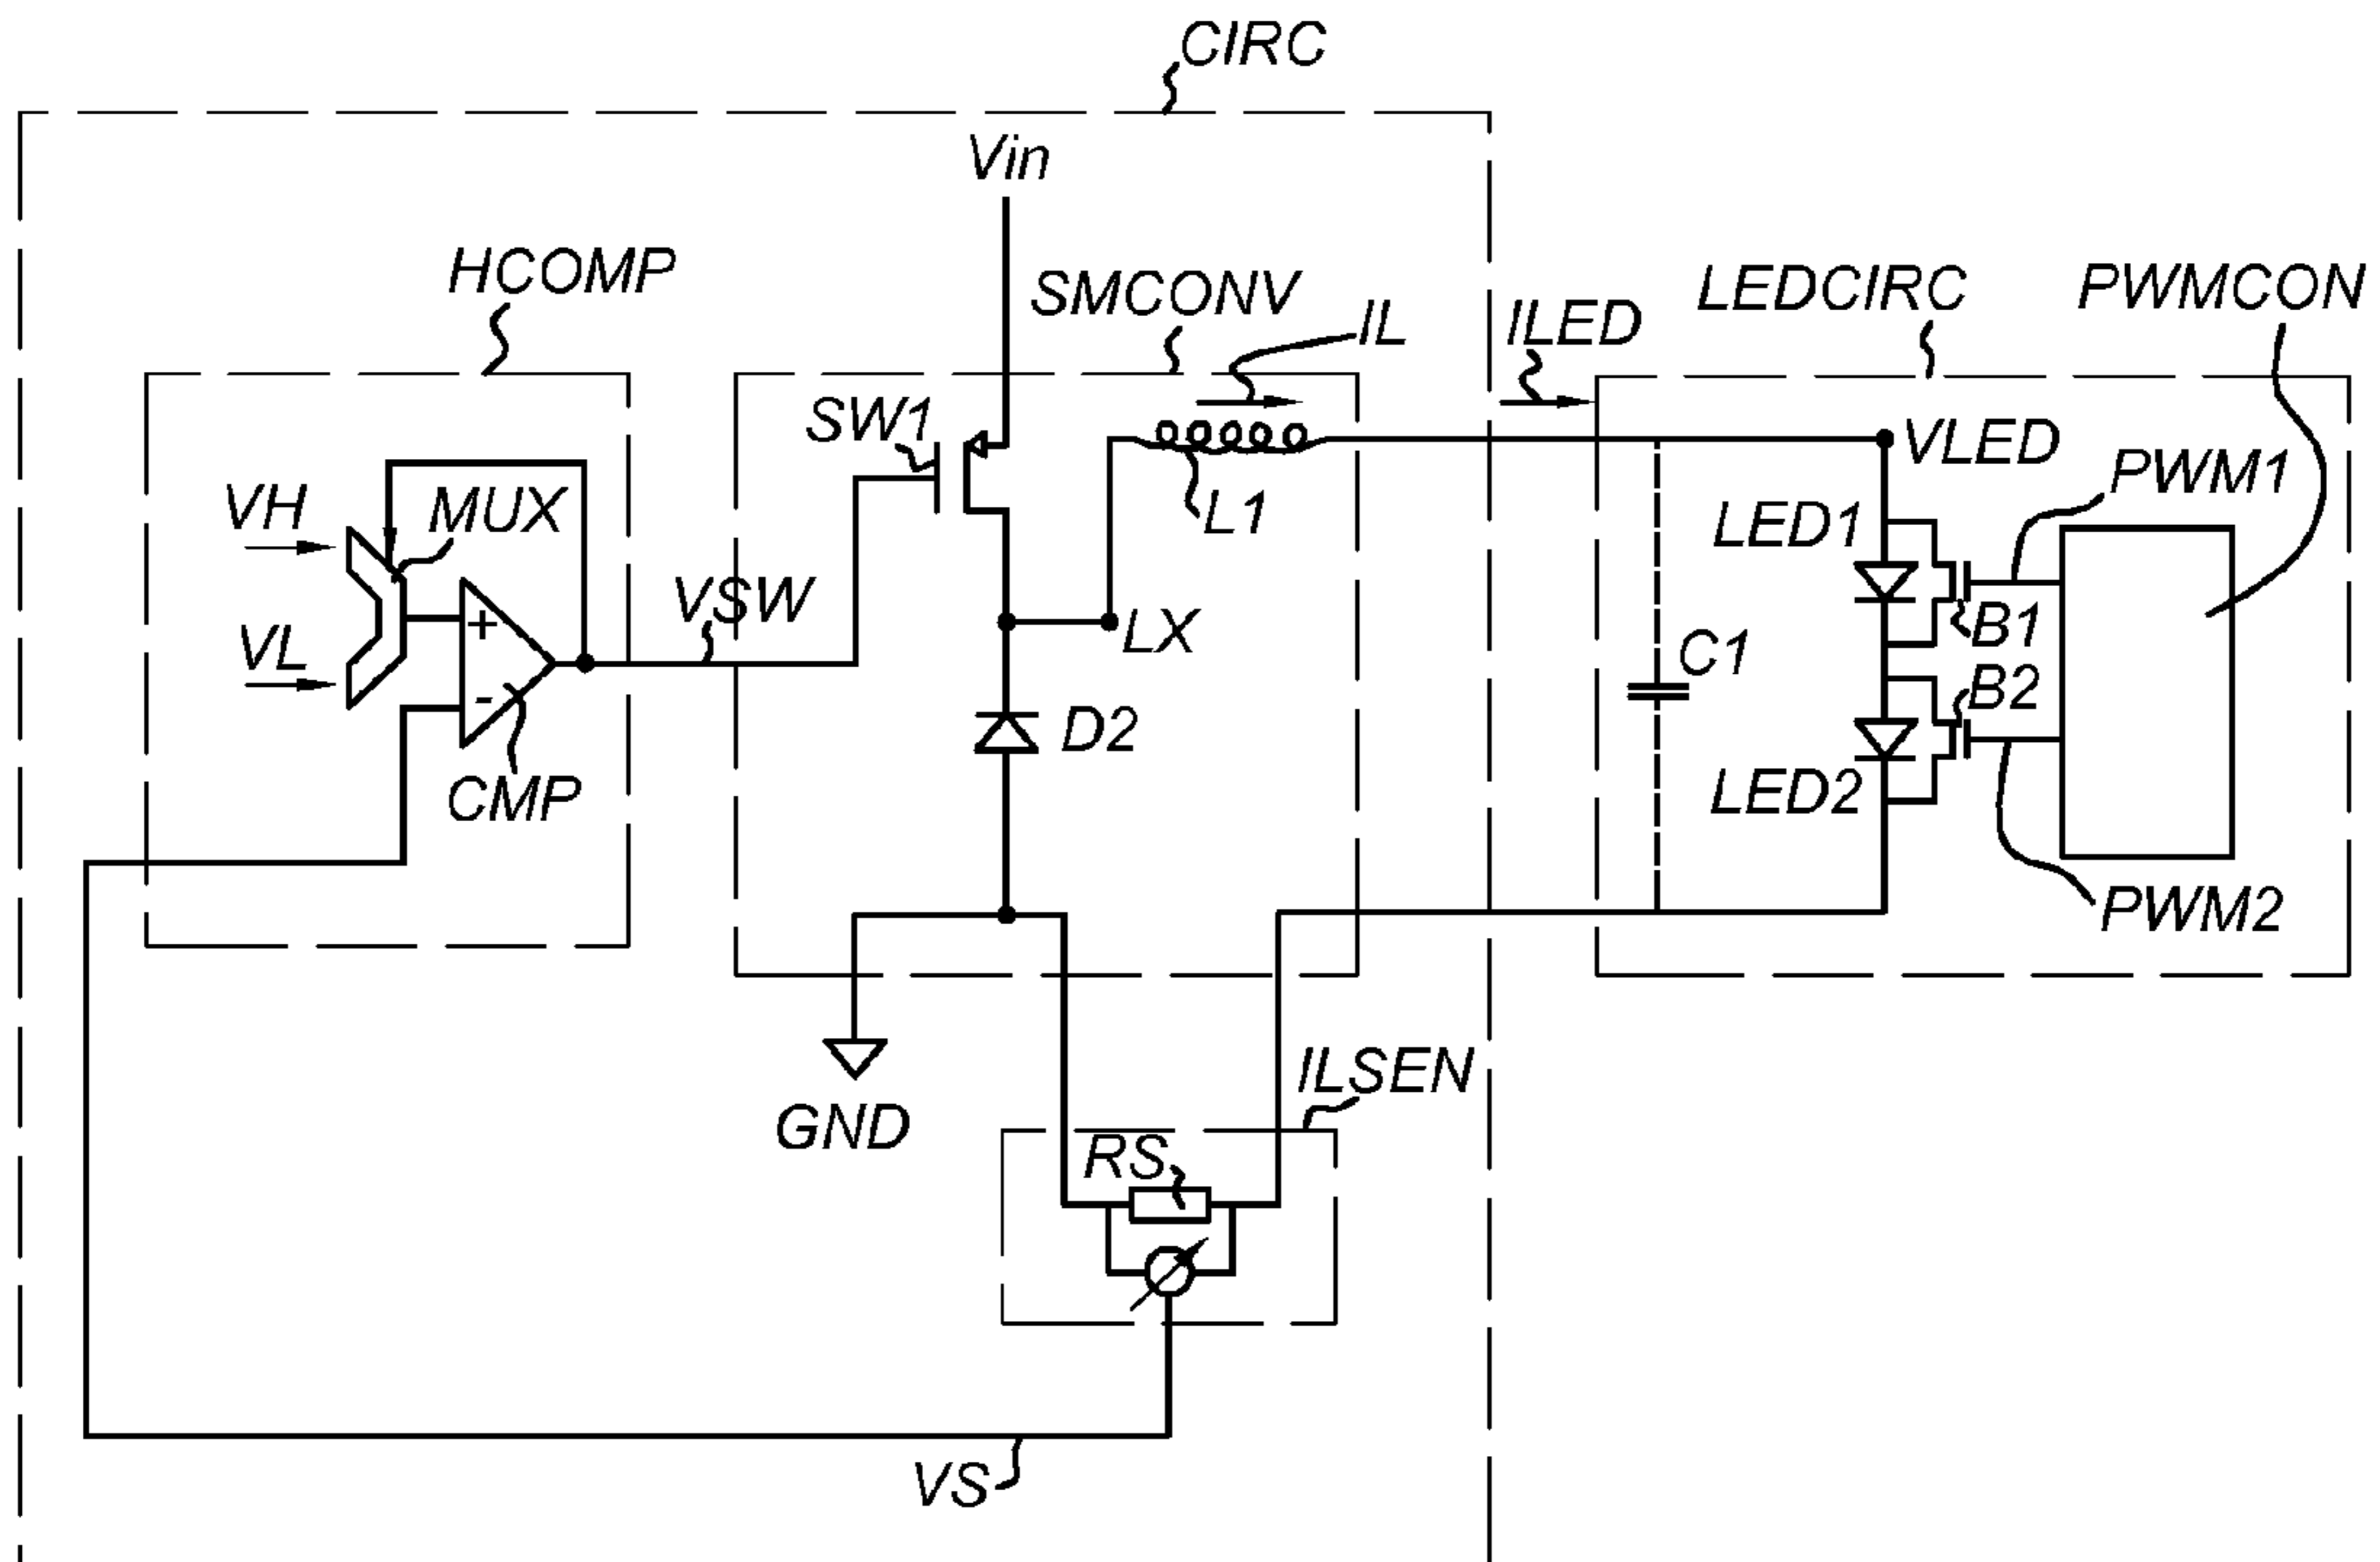 CIRC
Vin
HCOMP
SMCONV
IL
ILED
LEDCIRC
PWMCON
SW1
VLED
VH
MUX
L1
LED1
PWM1
VL
VSW
LX
C1
B1
B2
+
-
D2
CMP
LED2
PWM2
GND
ILSEN
RS
VS